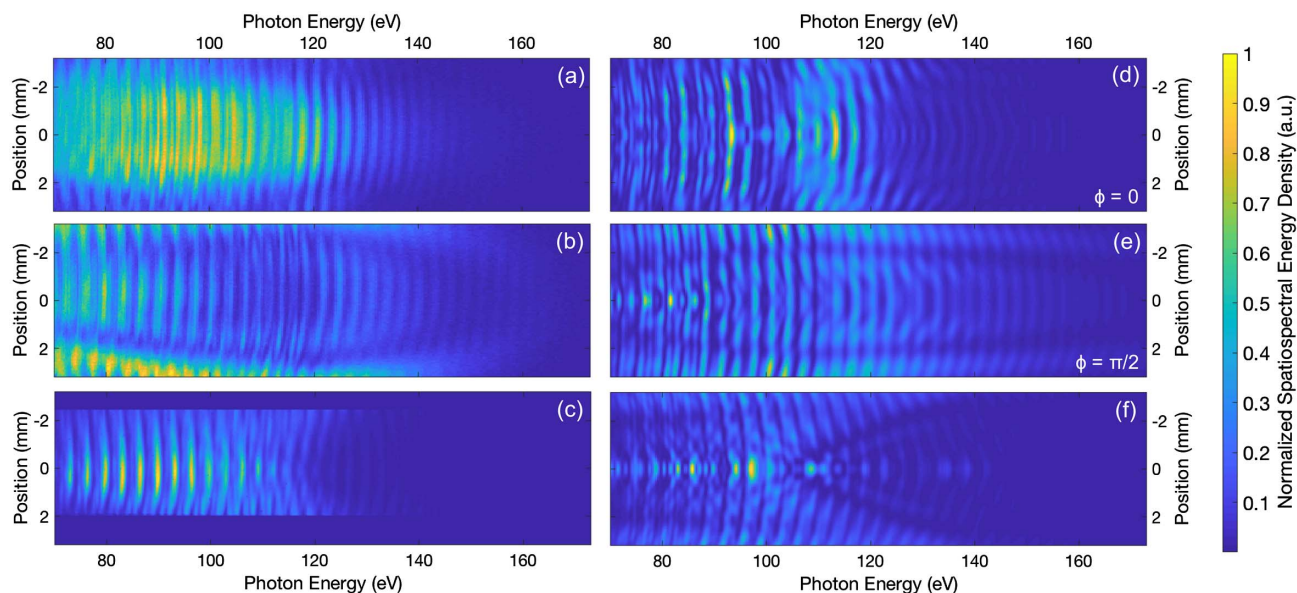 Photon Energy (eV)
80 100 120 140 160
Photon Energy (eV)
80 100 120 140 160
Position (mm)
-2
0
2
(a)
(d)
ϕ = 0
-2
0
2
Position (mm)
Position (mm)
-2
0
2
(b)
(e)
ϕ = π/2
-2
0
2
Position (mm)
Position (mm)
-2
0
2
(c)
(f)
-2
0
2
Position (mm)
80 100 120 140 160
Photon Energy (eV)
80 100 120 140 160
Photon Energy (eV)
1
0.9
0.8
0.7
0.6
0.5
0.4
0.3
0.2
0.1
Normalized Spatiospectral Energy Density (a.u.)